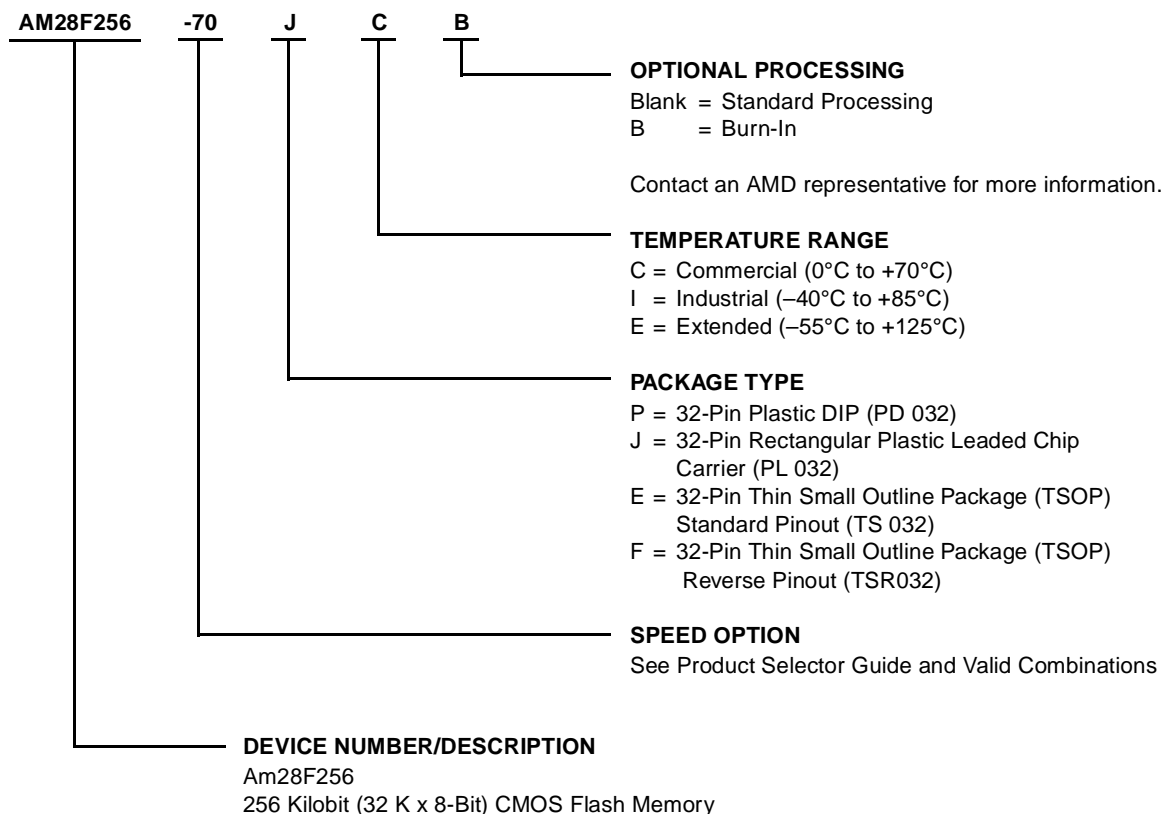 AM28F256 -70 J C B
OPTIONAL PROCESSING
Blank = Standard Processing
B = Burn-In
Contact an AMD representative for more information.
TEMPERATURE RANGE
C = Commercial (0°C to +70°C)
I = Industrial (–40°C to +85°C)
E = Extended (–55°C to +125°C)
PACKAGE TYPE
P = 32-Pin Plastic DIP (PD 032)
J = 32-Pin Rectangular Plastic Leaded Chip
Carrier (PL 032)
E = 32-Pin Thin Small Outline Package (TSOP)
Standard Pinout (TS 032)
F = 32-Pin Thin Small Outline Package (TSOP)
Reverse Pinout (TSR032)
SPEED OPTION
See Product Selector Guide and Valid Combinations
DEVICE NUMBER/DESCRIPTION
Am28F256
256 Kilobit (32 K x 8-Bit) CMOS Flash Memory